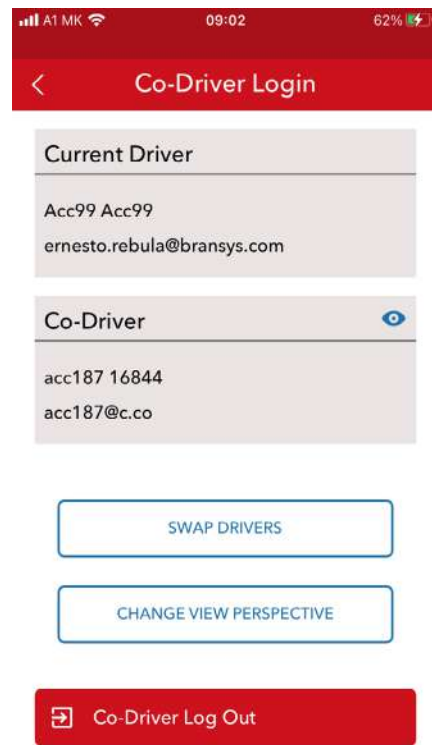 A1 MK 09:02 62%
Co-Driver Login
Current Driver
Acc99 Acc99
ernesto.rebula@bransys.com
Co-Driver
acc187 16844
acc187@c.co
SWAP DRIVERS
CHANGE VIEW PERSPECTIVE
Co-Driver Log Out